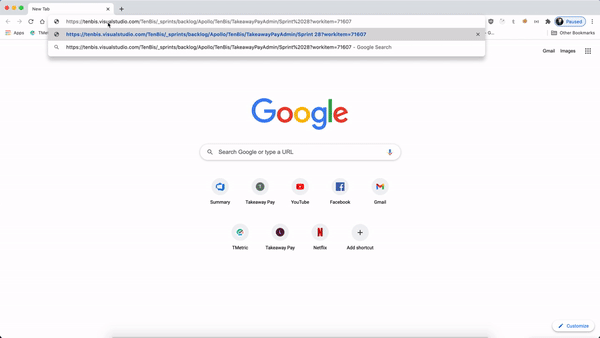 New Tab
https://tenbis.visualstudio.com/TenBis/_sprints/backlog/Apollo/TenBis/TakeawayPayAdmin/Sprint%2028?workitem=71607
Paused
Apps
https://tenbis.visualstudio.com/TenBis/_sprints/backlog/Apollo/TenBis/TakeawayPayAdmin/Sprint 28?workitem=71607
Other Bookmarks
https://tenbis.visualstudio.com/TenBis/_sprints/backlog/Apollo/TenBis/TakeawayPayAdmin/Sprint%2028?workitem=71607 - Google Search
Gmail Images
Google
Search Google or type a URL
T
Summary Takeaway Pay YouTube Facebook Gmail
L N
TMetric Takeaway Pay Netflix Add shortcut
Customize